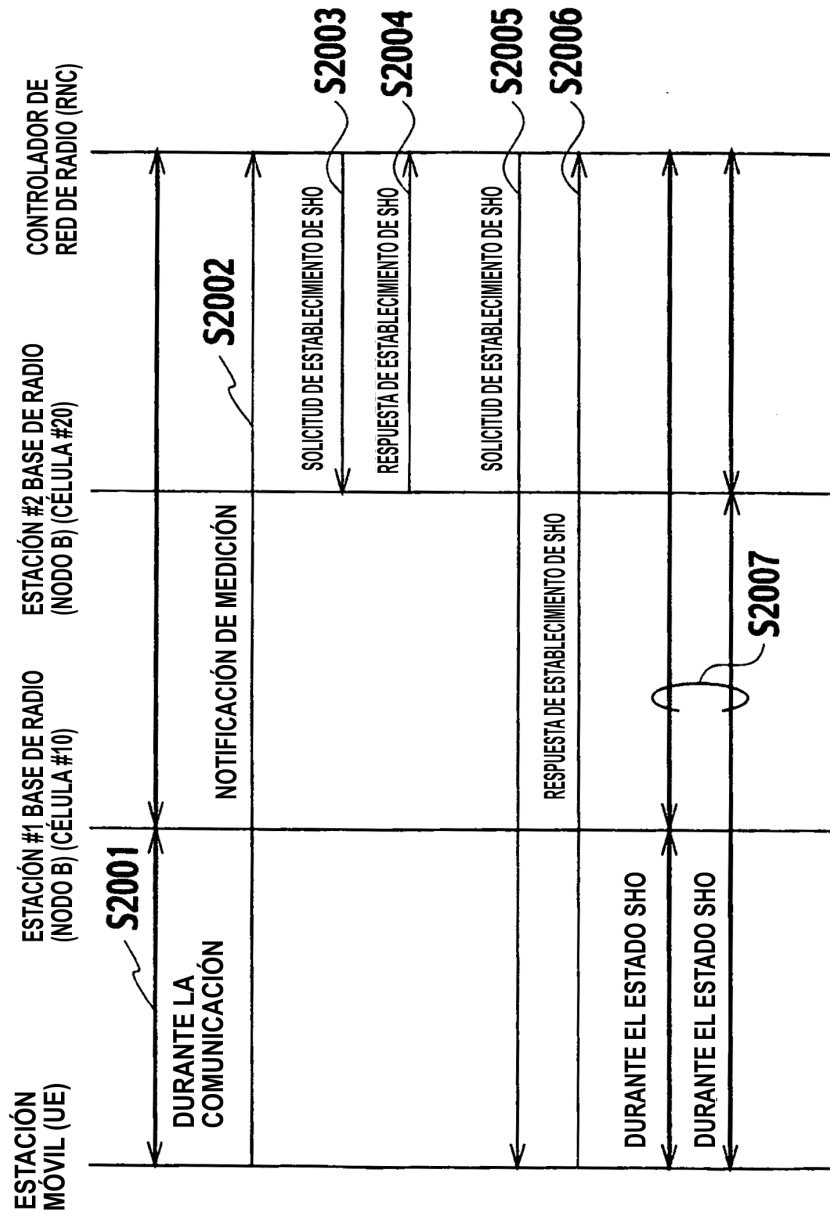 ESTACIÓN
MÓVIL (UE)
ESTACIÓN #1 BASE DE RADIO
(NODO B) (CÉLULA #10)
ESTACIÓN #2 BASE DE RADIO
(NODO B) (CÉLULA #20)
CONTROLADOR DE
RED DE RADIO (RNC)
S2001
DURANTE LA
COMUNICACIÓN
S2002
NOTIFICACIÓN DE MEDICIÓN
SOLICITUD DE ESTABLECIMIENTO DE SHO
S2003
RESPUESTA DE ESTABLECIMIENTO DE SHO
S2004
SOLICITUD DE ESTABLECIMIENTO DE SHO
S2005
RESPUESTA DE ESTABLECIMIENTO DE SHO
S2006
DURANTE EL ESTADO SHO
DURANTE EL ESTADO SHO
S2007